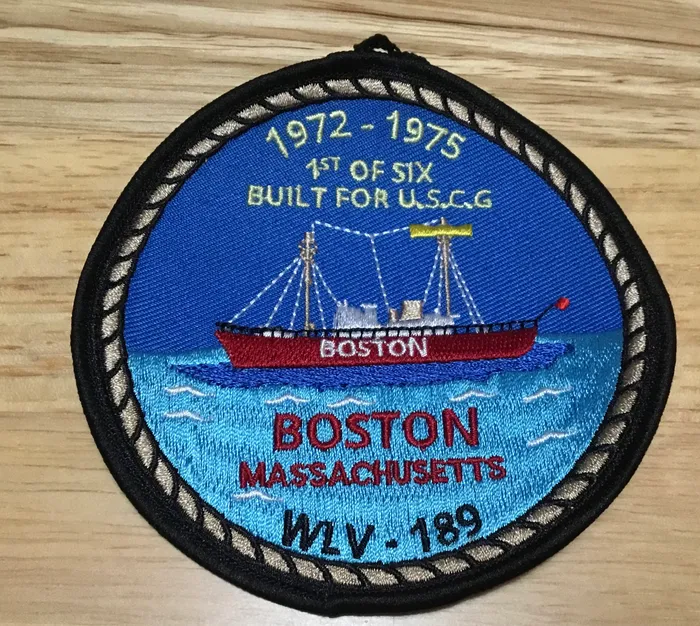 1972 - 1975
1ST OF SIX
BUILT FOR U.S.C.G
BOSTON
BOSTON
MASSACHUSETTS
WLV - 189